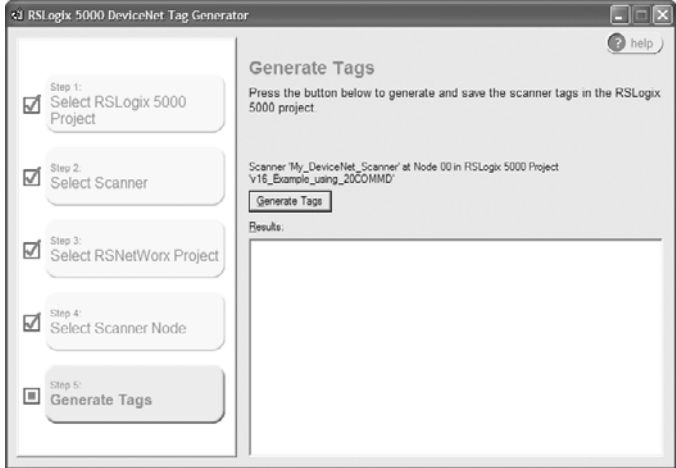 RSLogix 5000 DeviceNet Tag Generator
help
Step 1:
Select RSLogix 5000
Project
Step 2:
Select Scanner
Step 3:
Select RSNetWorx Project
Step 4:
Select Scanner Node
Step 5:
Generate Tags
Generate Tags
Press the button below to generate and save the scanner tags in the RSLogix
5000 project.
Scanner 'My_DeviceNet_Scanner' at Node 00 in RSLogix 5000 Project
'v16_Example_using_20COMMD'
Generate Tags
Results: